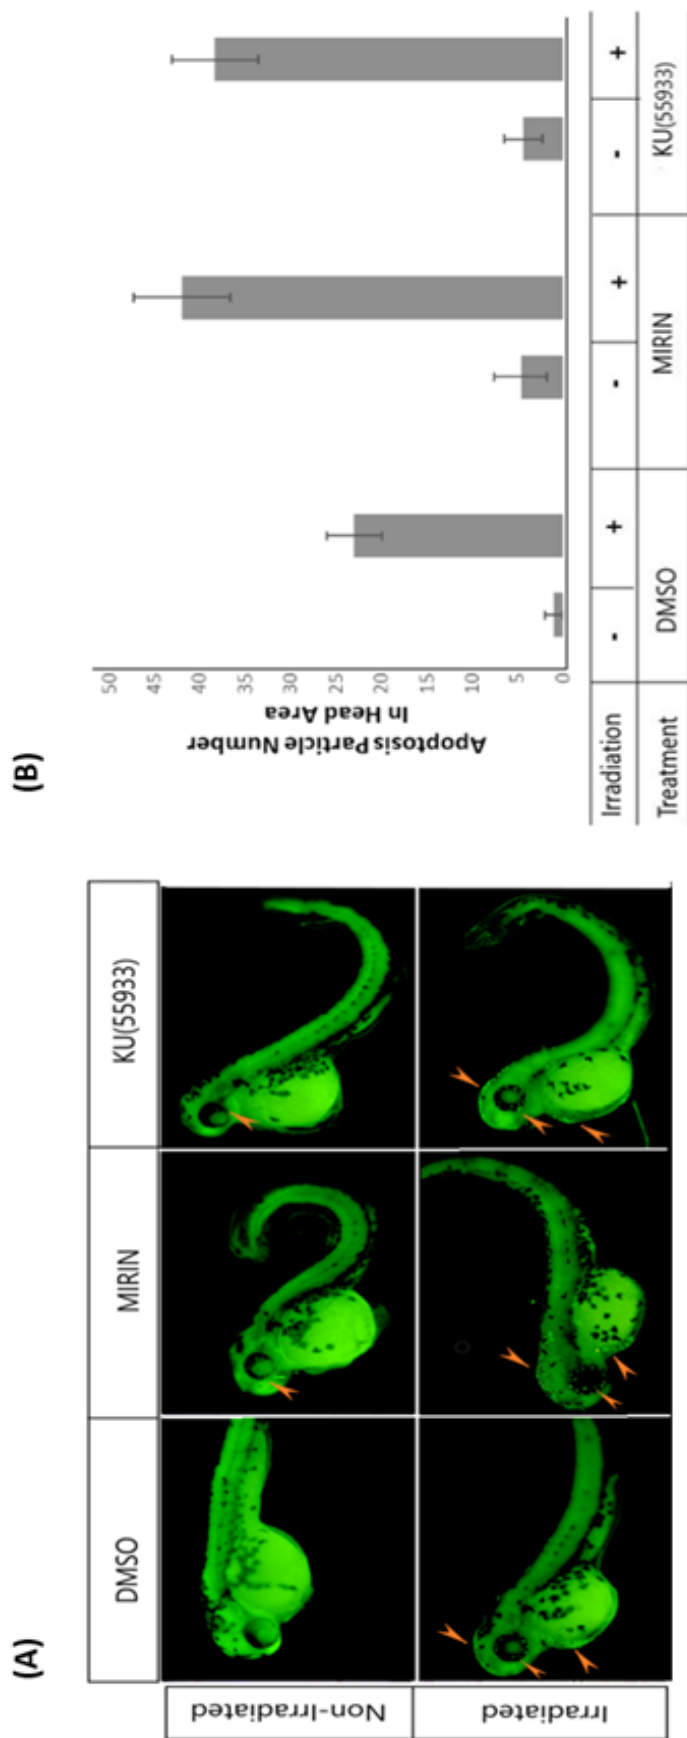 (A)
DMSO MIRIN KU(55933)
Non-Irradiated
Irradiated
(B)
Apoptosis Particle Number
In Head Area
50
45
40
35
30
25
20
15
10
5
0
Irradiation - + - + - +
Treatment DMSO MIRIN KU(55933)